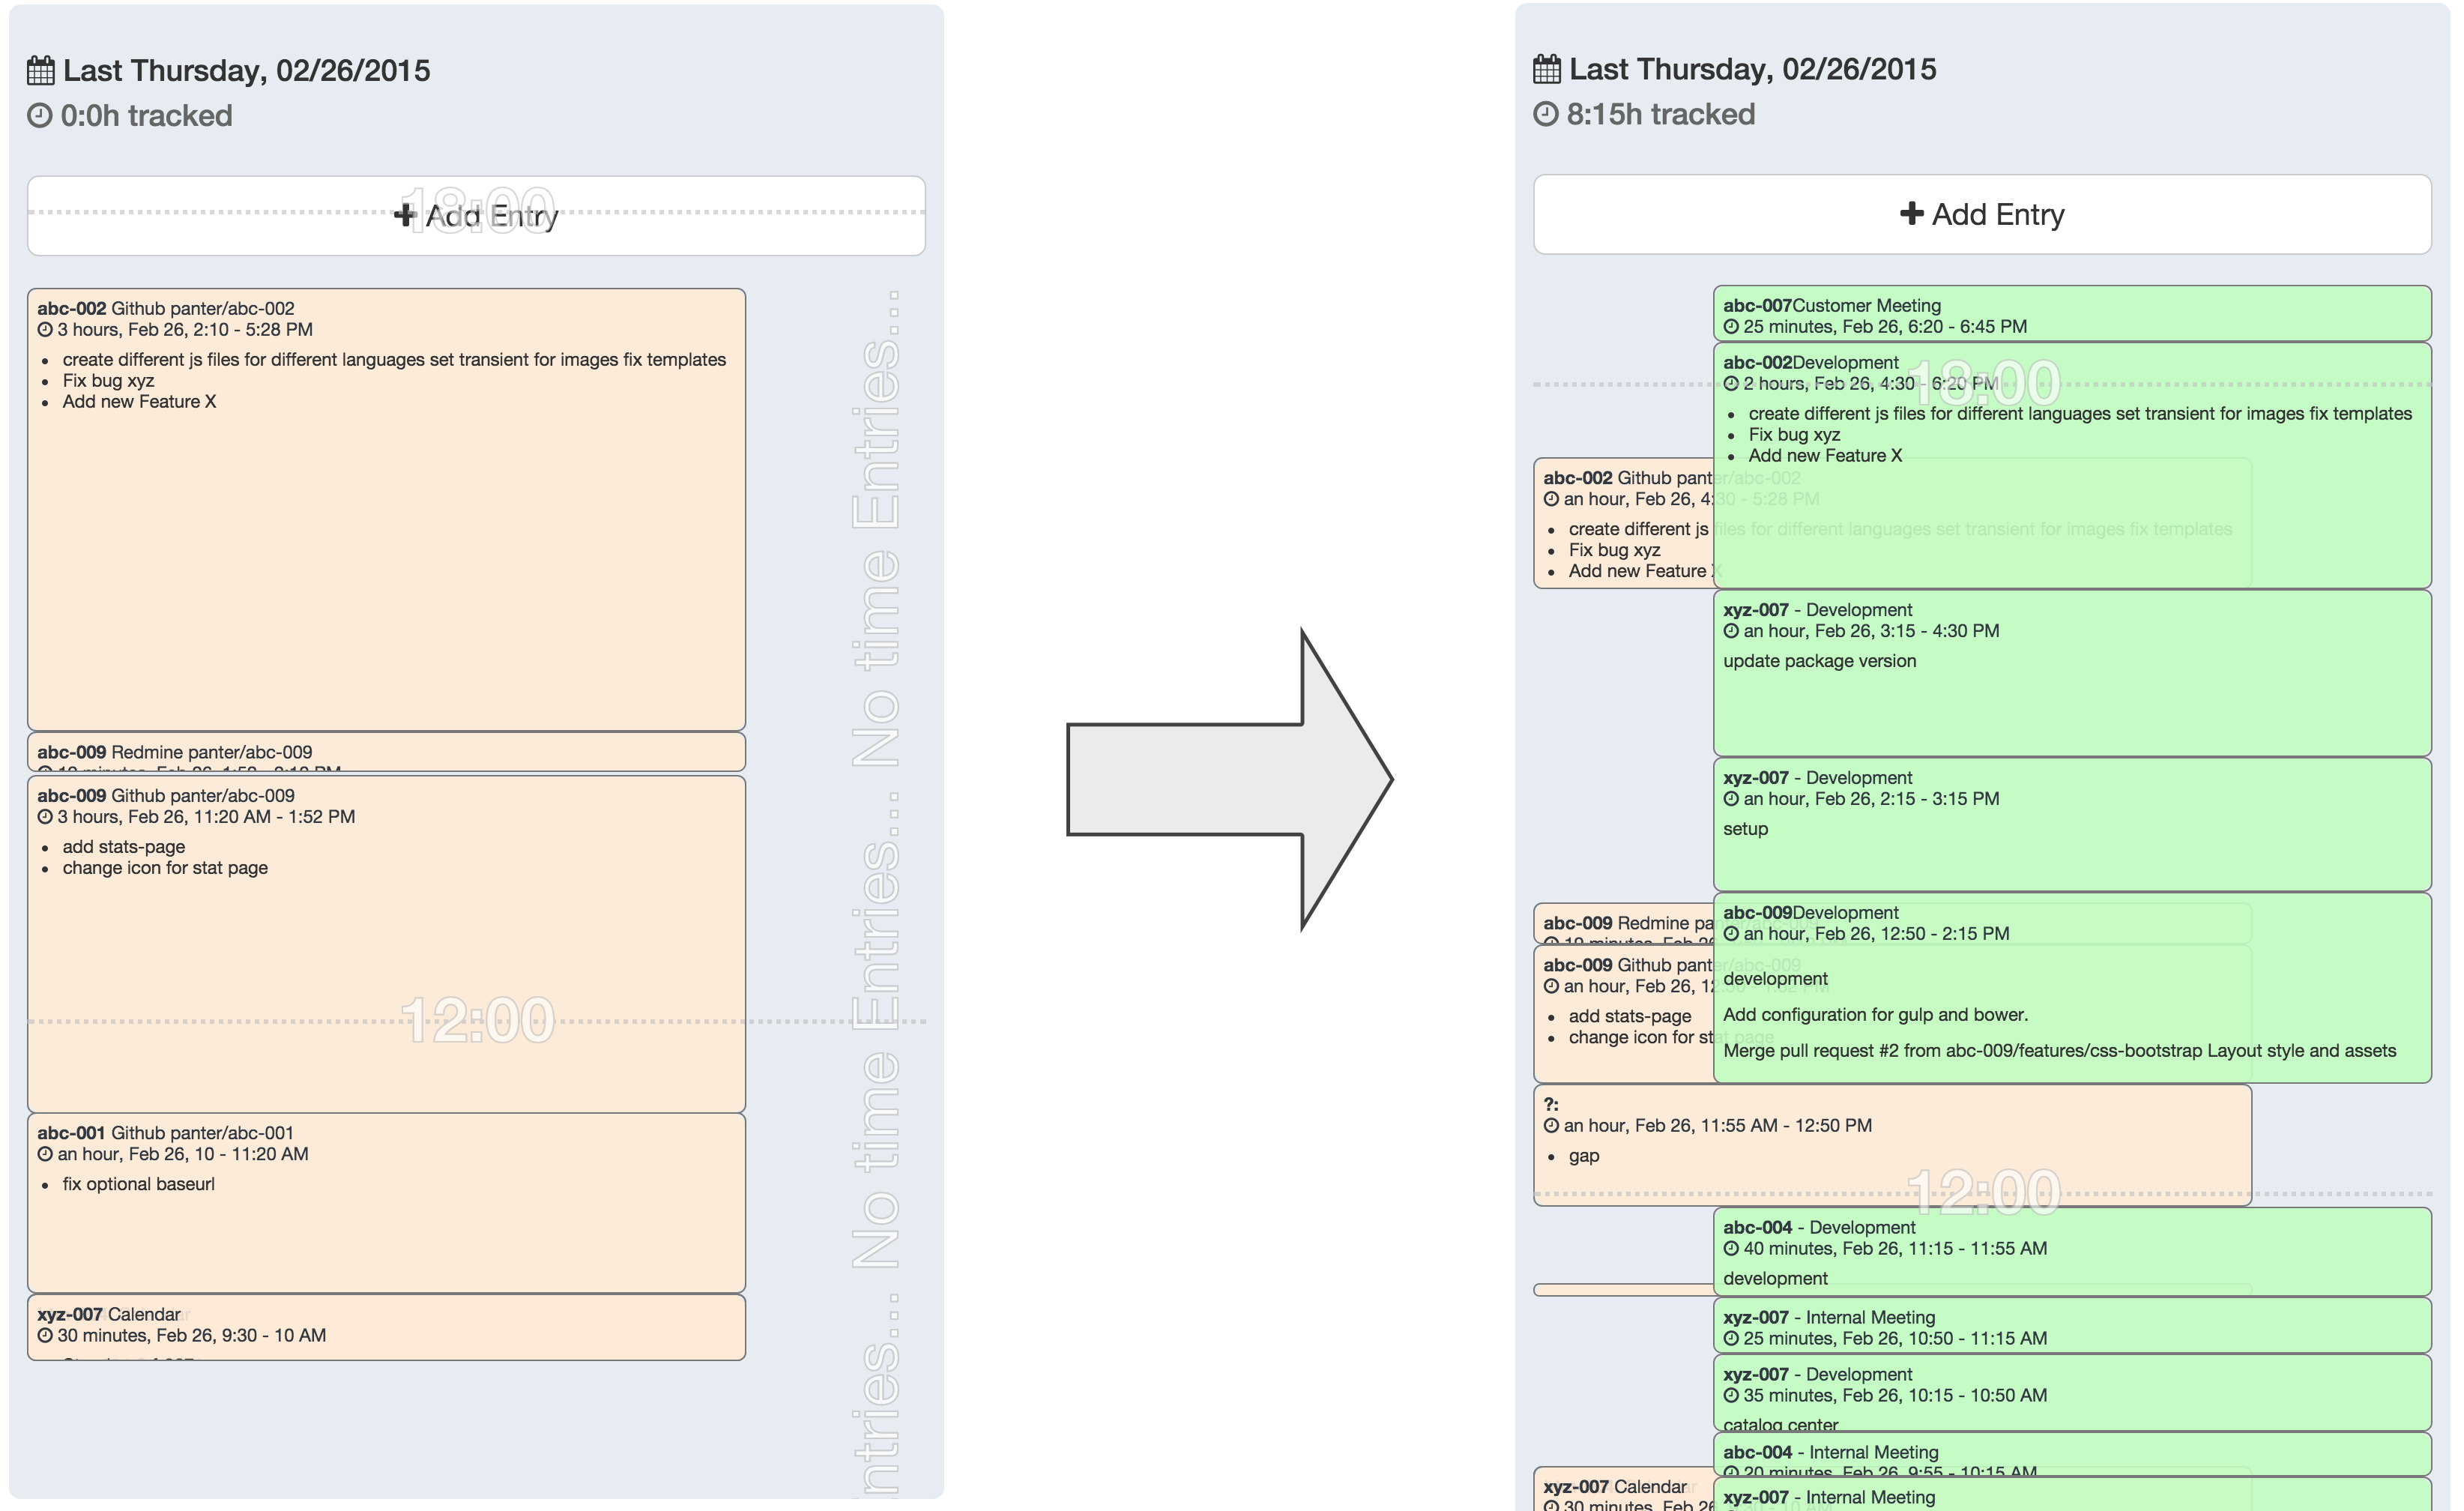 Last Thursday, 02/26/2015
0:0h tracked
18:00
Add Entry
abc-002 Github panter/abc-002
3 hours, Feb 26, 2:10 - 5:28 PM
• create different js files for different languages set transient for images fix templates
• Fix bug xyz
• Add new Feature X
abc-009 Redmine panter/abc-009
abc-009 Github panter/abc-009
3 hours, Feb 26, 11:20 AM - 1:52 PM
• add stats-page
• change icon for stat page
12:00
abc-001 Github panter/abc-001
an hour, Feb 26, 10 - 11:20 AM
• fix optional baseurl
xyz-007 Calendar
30 minutes, Feb 26, 9:30 - 10 AM
No time Entries... No time Entries... No time Entries...
Last Thursday, 02/26/2015
8:15h tracked
Add Entry
abc-007Customer Meeting
25 minutes, Feb 26, 6:20 - 6:45 PM
abc-002Development
2 hours, Feb 26, 4:30 - 6:20 PM
18:00
• create different js files for different languages set transient for images fix templates
• Fix bug xyz
• Add new Feature X
abc-002 Github panter/abc-002
an hour, Feb 26, 4:30 - 5:28 PM
• create different js files for different languages set transient for images fix templates
• Fix bug xyz
• Add new Feature X
xyz-007 - Development
an hour, Feb 26, 3:15 - 4:30 PM
update package version
xyz-007 - Development
an hour, Feb 26, 2:15 - 3:15 PM
setup
abc-009 Redmine
abc-009 Github panter/abc-009
an hour, Feb 26,
• add stats-page
• change icon for stat page
abc-009Development
an hour, Feb 26, 12:50 - 2:15 PM
development
Add configuration for gulp and bower.
Merge pull request #2 from abc-009/features/css-bootstrap Layout style and assets
?:
an hour, Feb 26, 11:55 AM - 12:50 PM
• gap
12:00
abc-004 - Development
40 minutes, Feb 26, 11:15 - 11:55 AM
development
xyz-007 - Internal Meeting
25 minutes, Feb 26, 10:50 - 11:15 AM
xyz-007 - Development
35 minutes, Feb 26, 10:15 - 10:50 AM
catalog center
abc-004 - Internal Meeting
20 minutes, Feb 26, 9:55 - 10:15 AM
xyz-007 Calendar
30 minutes, Feb 26
xyz-007 - Internal Meeting